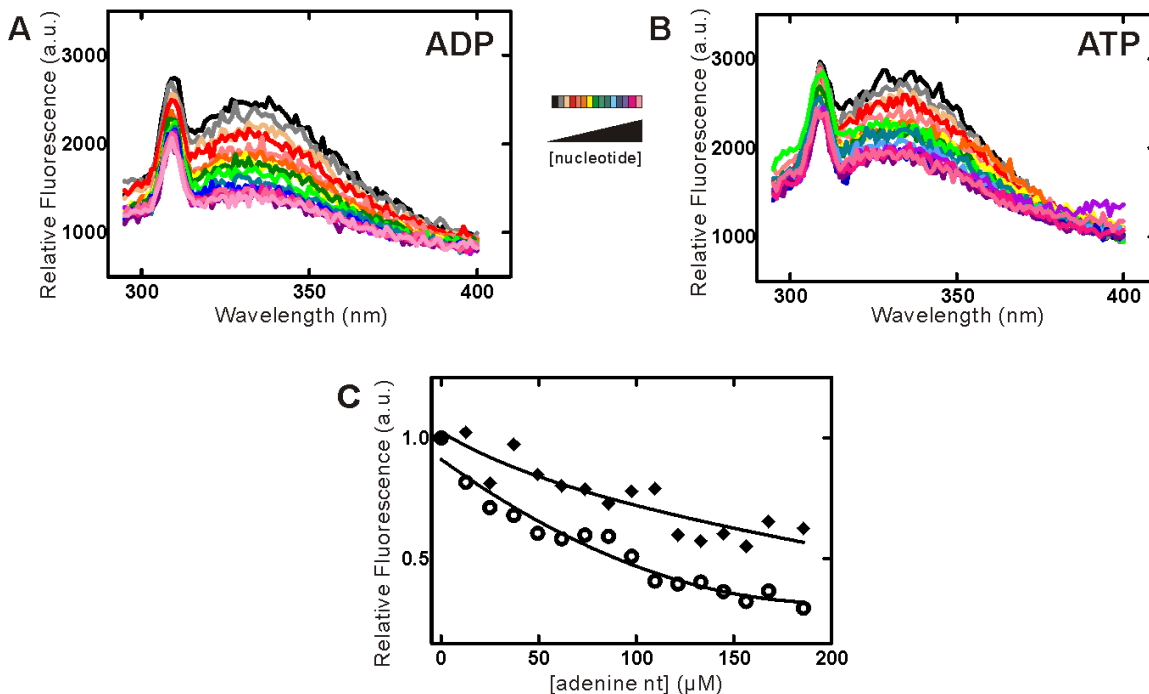 A
ADP
Relative Fluorescence (a.u.)
3000
2000
1000
300
350
400
Wavelength (nm)
[nucleotide]
B
ATP
Relative Fluorescence (a.u.)
3000
2000
1000
300
350
400
Wavelength (nm)
C
Relative Fluorescence (a.u.)
1.0
0.5
0
50
100
150
200
[adenine nt] (µM)